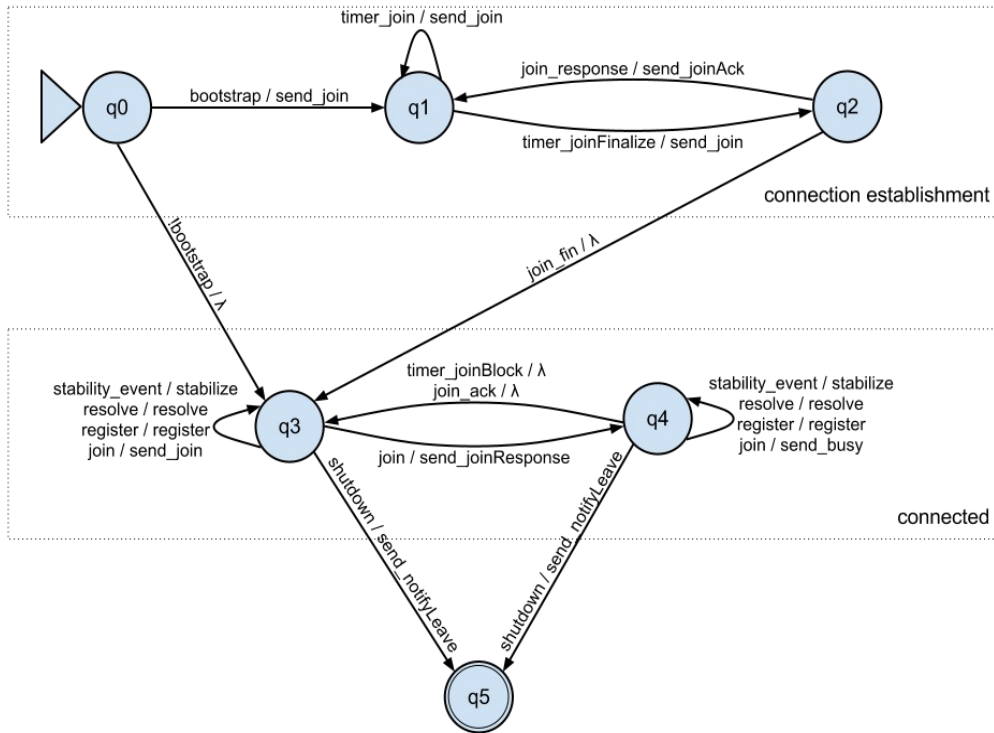 timer_join / send_join
join_response / send_joinAck
q0
bootstrap / send_join
q1
q2
timer_joinFinalize / send_join
connection establishment
!bootstrap / λ
join_fin / λ
timer_joinBlock / λ
join_ack / λ
stability_event / stabilize
resolve / resolve
register / register
join / send_join
q3
q4
stability_event / stabilize
resolve / resolve
register / register
join / send_busy
join / send_joinResponse
shutdown / send_notifyLeave
shutdown / send_notifyLeave
connected
q5